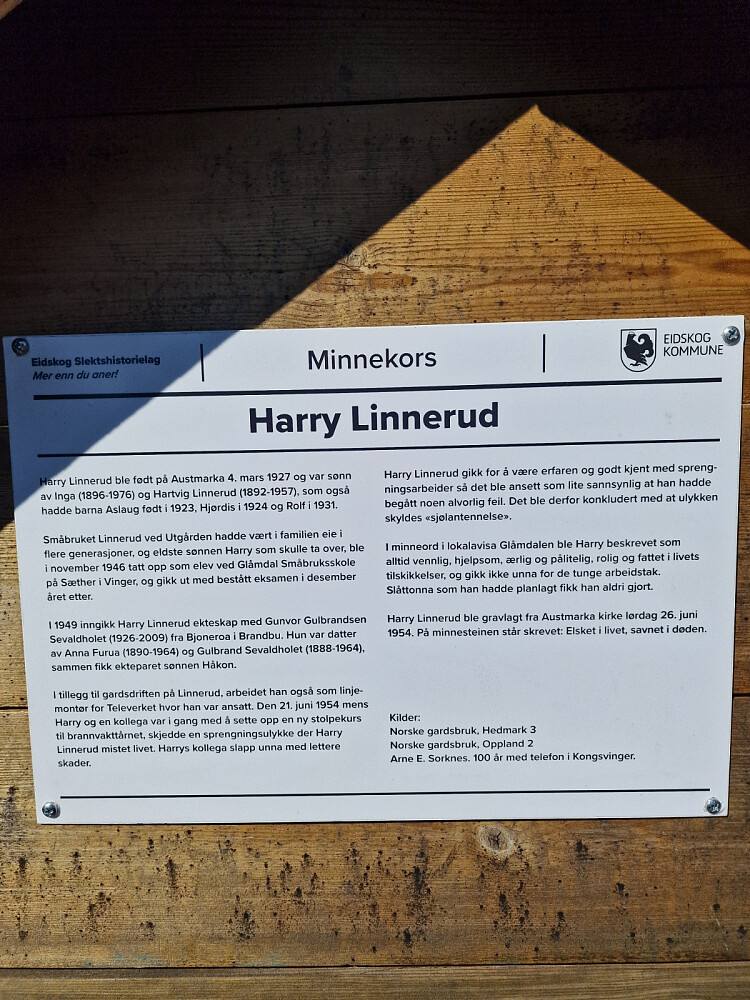 Eidskog Slektshistorielag
Mer enn du aner!
Minnekors
EIDSKOG
KOMMUNE
Harry Linnerud
Harry Linnerud ble født på Austmarka 4. mars 1927 og var sønn
av Inga (1896-1976) og Hartvig Linnerud (1892-1957), som også
hadde barna Aslaug født i 1923, Hjørdis i 1924 og Rolf i 1931.
Småbruket Linnerud ved Utgården hadde vært i familien eie i
flere generasjoner, og eldste sønnen Harry som skulle ta over, ble
i november 1946 tatt opp som elev ved Glåmdal Småbruksskole
på Sæther i Vinger, og gikk ut med bestått eksamen i desember
året etter.
I 1949 inngikk Harry Linnerud ekteskap med Gunvor Gulbrandsen
Sevaldholet (1926-2009) fra Bjoneroa i Brandbu. Hun var datter
av Anna Furua (1890-1964) og Gulbrand Sevaldholet (1888-1964),
sammen fikk ekteparet sønnen Håkon.
I tillegg til gardsdriften på Linnerud, arbeidet han også som linje-
montør for Televerket hvor han var ansatt. Den 21. juni 1954 mens
Harry og en kollega var i gang med å sette opp en ny stolpekurs
til brannvakttårnet, skjedde en sprengningsulykke der Harry
Linnerud mistet livet. Harrys kollega slapp unna med lettere
skader.
Harry Linnerud gikk for å være erfaren og godt kjent med spreng-
ningsarbeider så det ble ansett som lite sannsynlig at han hadde
begått noen alvorlig feil. Det ble derfor konkludert med at ulykken
skyldes «sjølantennelse».
I minneord i lokalavisa Glåmdalen ble Harry beskrevet som
alltid vennlig, hjelpsom, ærlig og pålitelig, rolig og fattet i livets
tilskikkelser, og gikk ikke unna for de tunge arbeidstak.
Slåttonna som han hadde planlagt fikk han aldri gjort.
Harry Linnerud ble gravlagt fra Austmarka kirke lørdag 26. juni
1954. På minnesteinen står skrevet: Elsket i livet, savnet i døden.
Kilder:
Norske gardsbruk, Hedmark 3
Norske gardsbruk, Oppland 2
Arne E. Sorknes. 100 år med telefon i Kongsvinger.